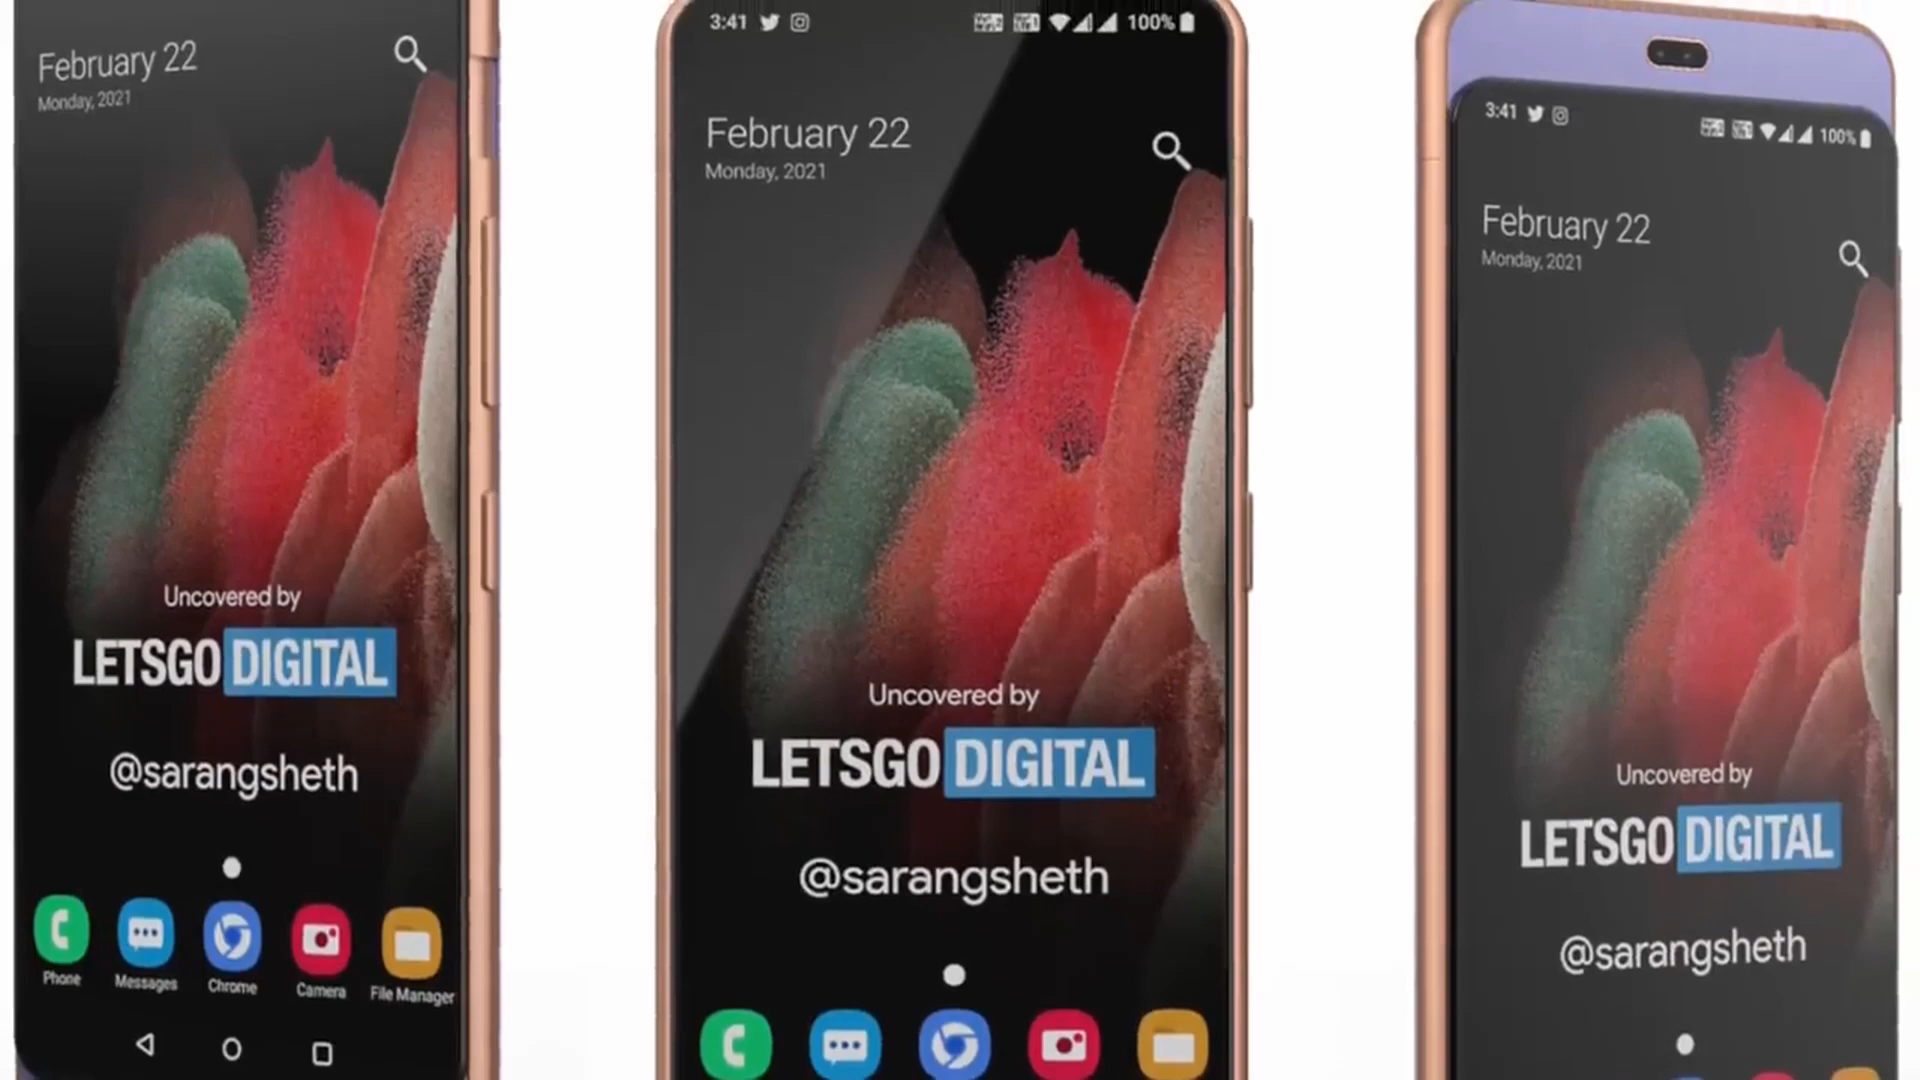 February 22
Monday, 2021
Uncovered by
LETSGO DIGITAL
@sarangsheth
Phone
Messages
Chrome
Camera
File Manager
3:41
100%
February 22
Monday, 2021
Uncovered by
LETSGO DIGITAL
@sarangsheth
3:41
100%
February 22
Monday, 2021
Uncovered by
LETSGO DIGITAL
@sarangsheth